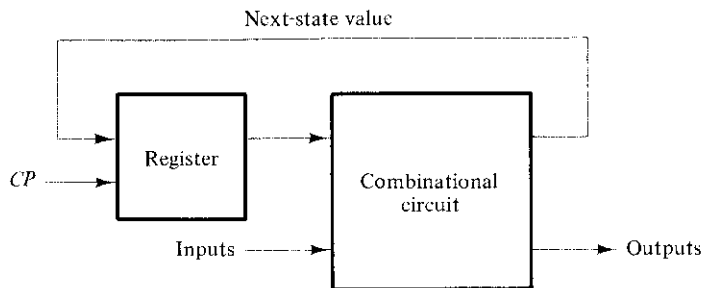 Next-state value
Register
CP
Combinational
circuit
Inputs
Outputs